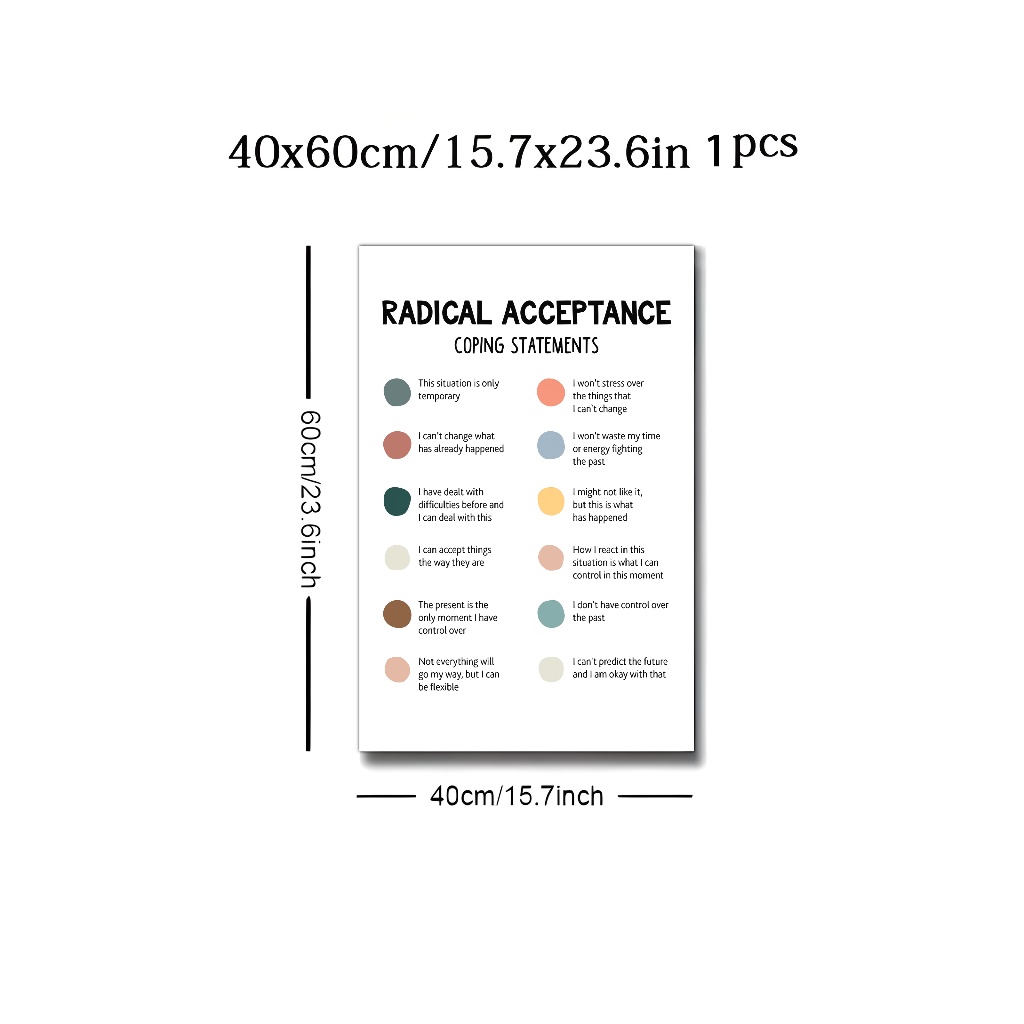 40x60cm/15.7x23.6in 1pcs
RADICAL ACCEPTANCE
COPING STATEMENTS
This situation is only
temporary
I can't change what
has already happened
I have dealt with
difficulties before and
I can deal with this
I can accept things
the way they are
The present is the
only moment I have
control over
Not everything will
go my way, but I can
be flexible
I won't stress over
the things that
I can't change
I won't waste my time
or energy fighting
the past
I might not like it,
but this is what
has happened
How I react in this
situation is what I can
control in this moment
I don't have control over
the past
I can't predict the future
and I am okay with that
60cm/23.6inch
40cm/15.7inch